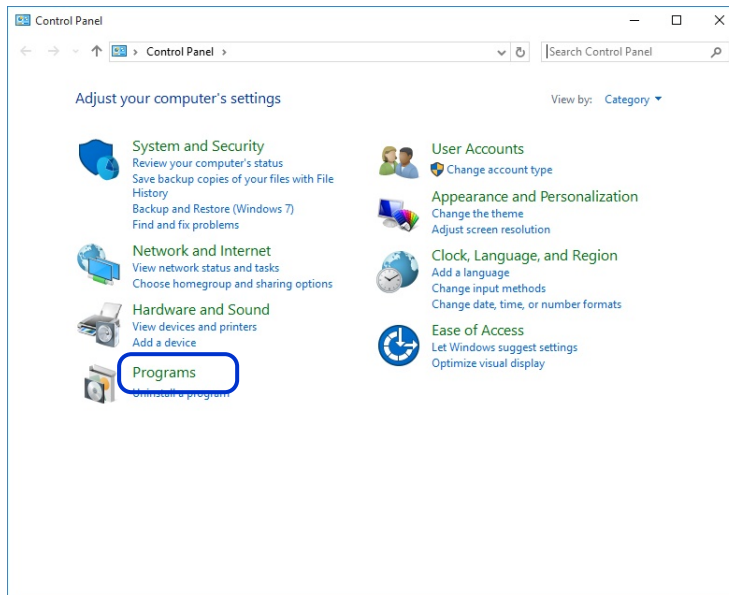 Control Panel
Control Panel
Search Control Panel
Adjust your computer's settings
View by: Category
System and Security
Review your computer's status
Save backup copies of your files with File
History
Backup and Restore (Windows 7)
Find and fix problems
Network and Internet
View network status and tasks
Choose homegroup and sharing options
Hardware and Sound
View devices and printers
Add a device
Programs
Uninstall a program
User Accounts
Change account type
Appearance and Personalization
Change the theme
Adjust screen resolution
Clock, Language, and Region
Add a language
Change input methods
Change date, time, or number formats
Ease of Access
Let Windows suggest settings
Optimize visual display